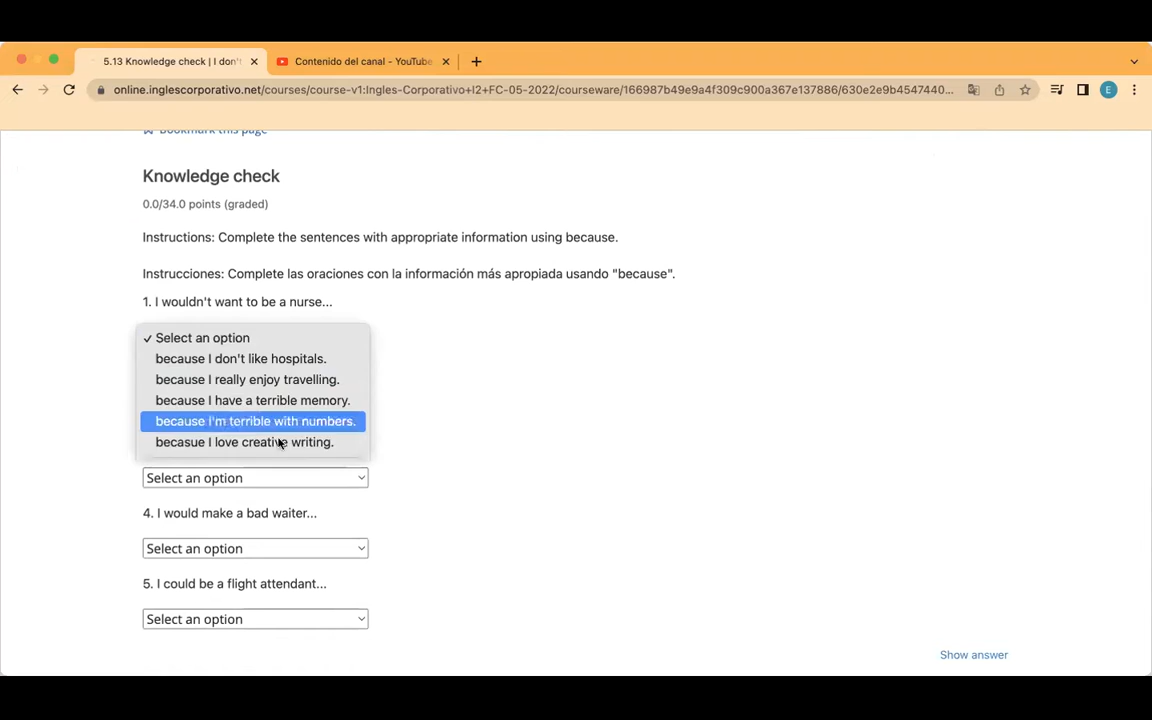 5.13 Knowledge check | I don't
Contenido del canal - YouTube
online.inglescorporativo.net/courses/course-v1:Ingles-Corporativo+I2+FC-05-2022/courseware/166987b49e9a4f309c900a367e137886/630e2e9b4547440...
E
Bookmark this page
Knowledge check
0.0/34.0 points (graded)
Instructions: Complete the sentences with appropriate information using because.
Instrucciones: Complete las oraciones con la información más apropiada usando "because".
1. I wouldn't want to be a nurse...
✓ Select an option
because I don't like hospitals.
because I really enjoy travelling.
because I have a terrible memory.
because I'm terrible with numbers.
becasue I love creative writing.
Select an option
4. I would make a bad waiter...
Select an option
5. I could be a flight attendant...
Select an option
Show answer